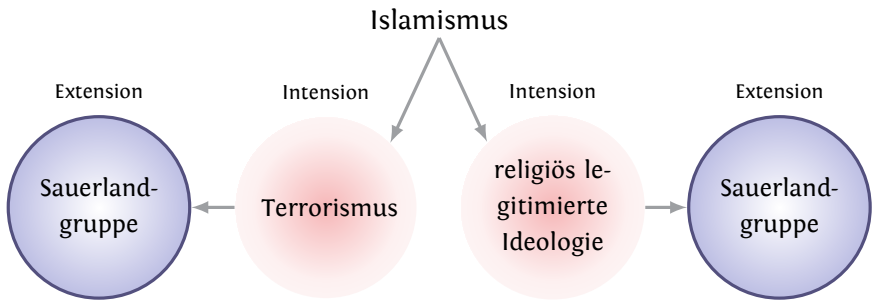 Islamismus
Extension
Intension
Intension
Extension
Sauerland-
gruppe
Terrorismus
religiös le-
gitimierte
Ideologie
Sauerland-
gruppe